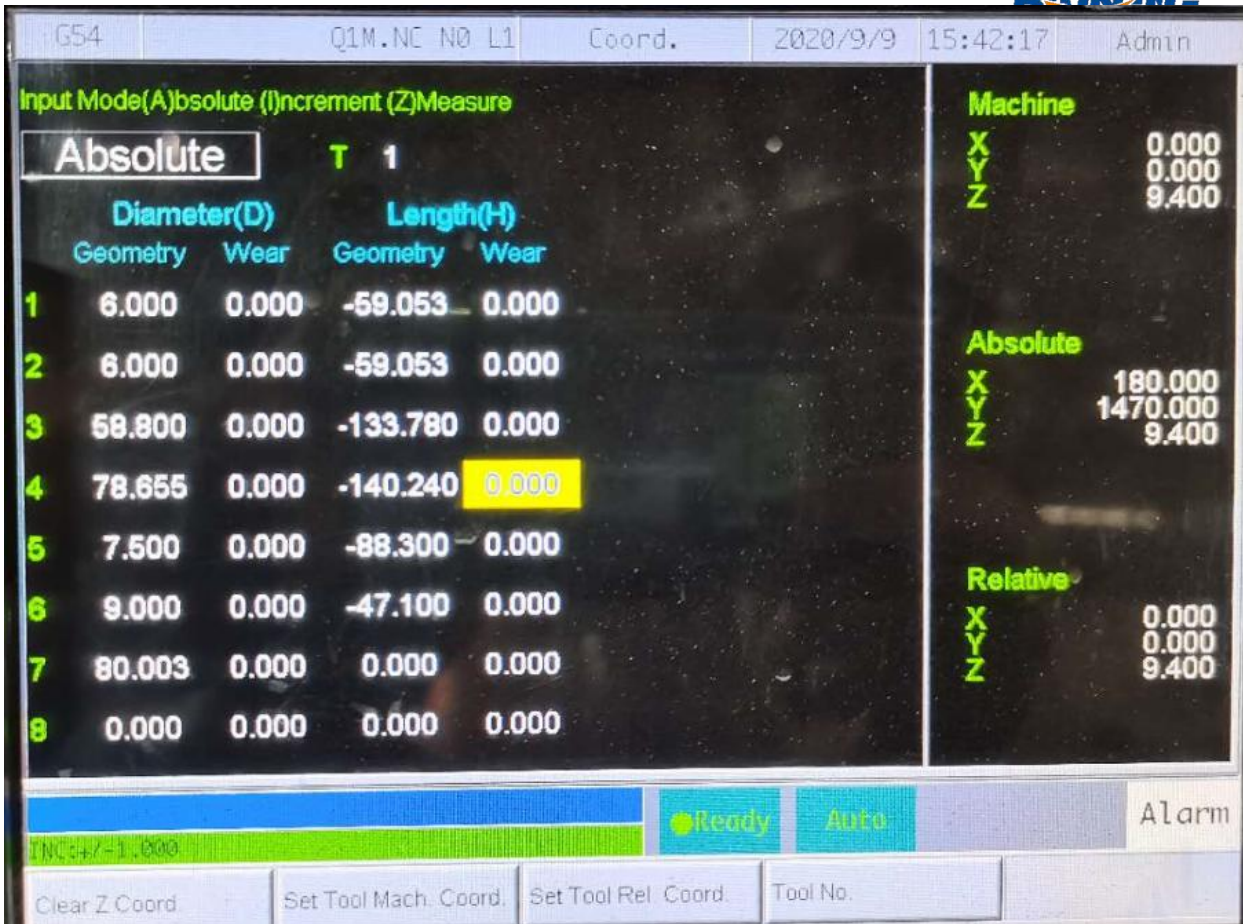 G54 Q1M.NC N0 L1 Coord. 2020/9/9 15:42:17 Admin
Input Mode(A)bsolute (I)ncrement (Z)Measure
Absolute T 1
Diameter(D) Length(H)
Geometry Wear Geometry Wear
1 6.000 0.000 -59.053 0.000
2 6.000 0.000 -59.053 0.000
3 58.800 0.000 -133.780 0.000
4 78.655 0.000 -140.240 0.000
5 7.500 0.000 -88.300 0.000
6 9.000 0.000 -47.100 0.000
7 80.003 0.000 0.000 0.000
8 0.000 0.000 0.000 0.000
Machine
X 0.000
Y 0.000
Z 9.400
Absolute
X 180.000
Y 1470.000
Z 9.400
Relative
X 0.000
Y 0.000
Z 9.400
Ready Auto Alarm
INC:+/-1.000
Clear Z Coord. Set Tool Mach. Coord. Set Tool Rel. Coord. Tool No.